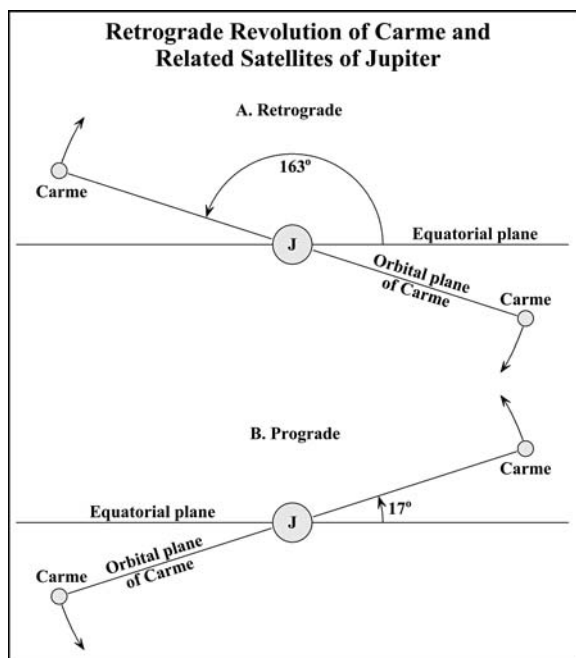 Retrograde Revolution of Carme and
Related Satellites of Jupiter
A. Retrograde
163°
Carme
J
Equatorial plane
Orbital plane
of Carme
Carme
B. Prograde
Carme
Equatorial plane
J
17°
Orbital plane
of Carme
Carme